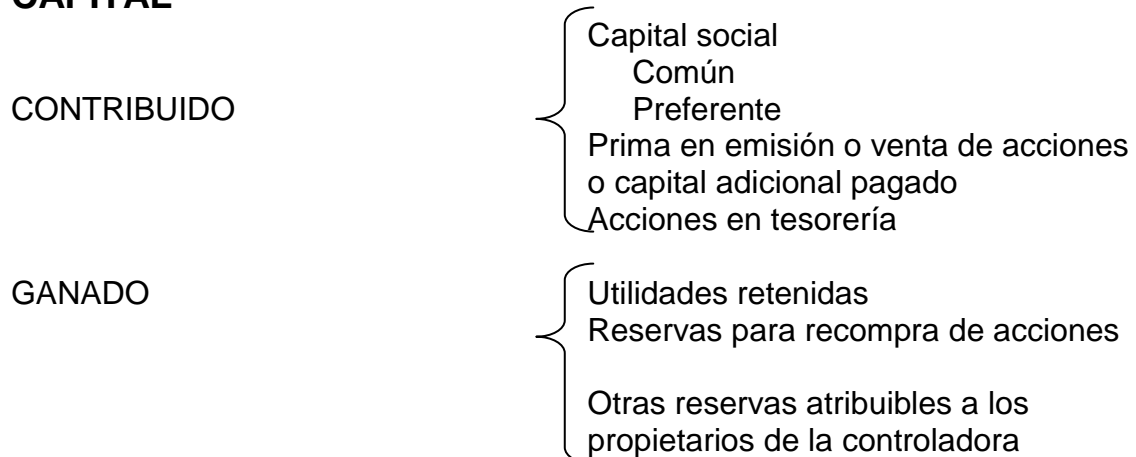 CAPITAL
CONTRIBUIDO
Capital social
Común
Preferente
Prima en emisión o venta de acciones
o capital adicional pagado
Acciones en tesorería
GANADO
Utilidades retenidas
Reservas para recompra de acciones
Otras reservas atribuibles a los
propietarios de la controladora